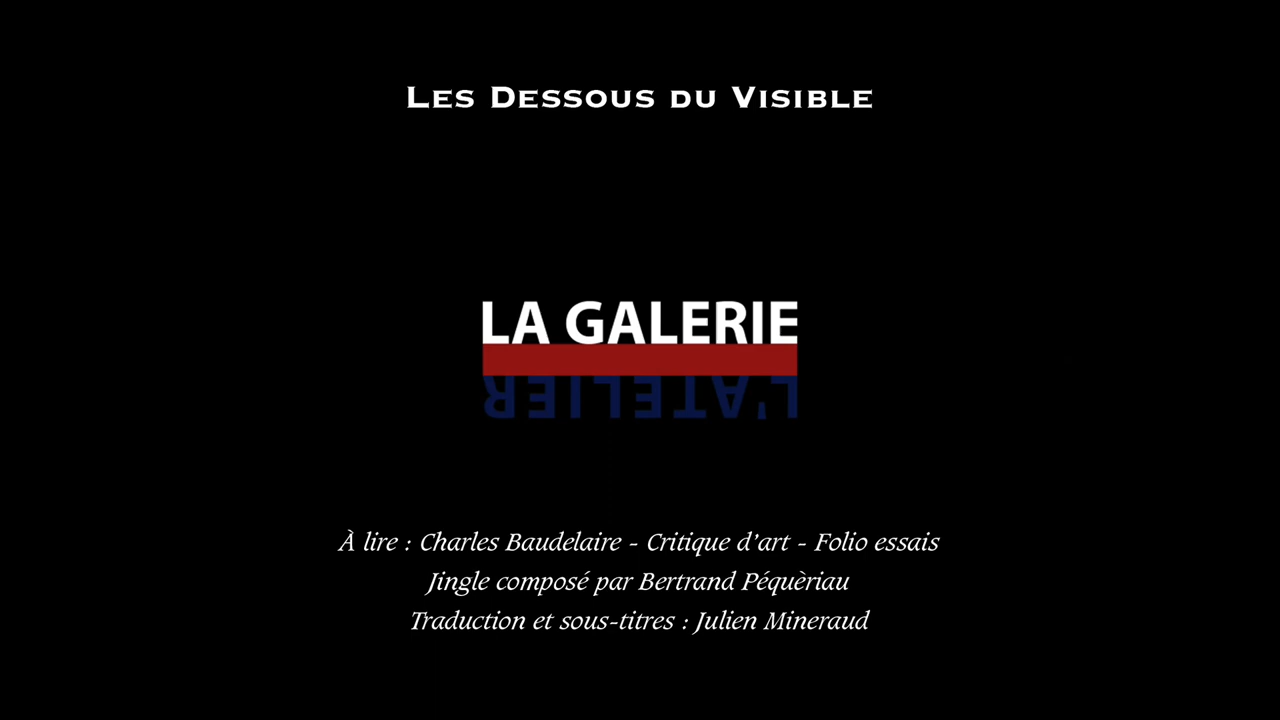 Les Dessous du Visible
LA GALERIE
L'ATELIER
À lire : Charles Baudelaire - Critique d'art - Folio essais
Jingle composé par Bertrand Péquèriau
Traduction et sous-titres : Julien Mineraud